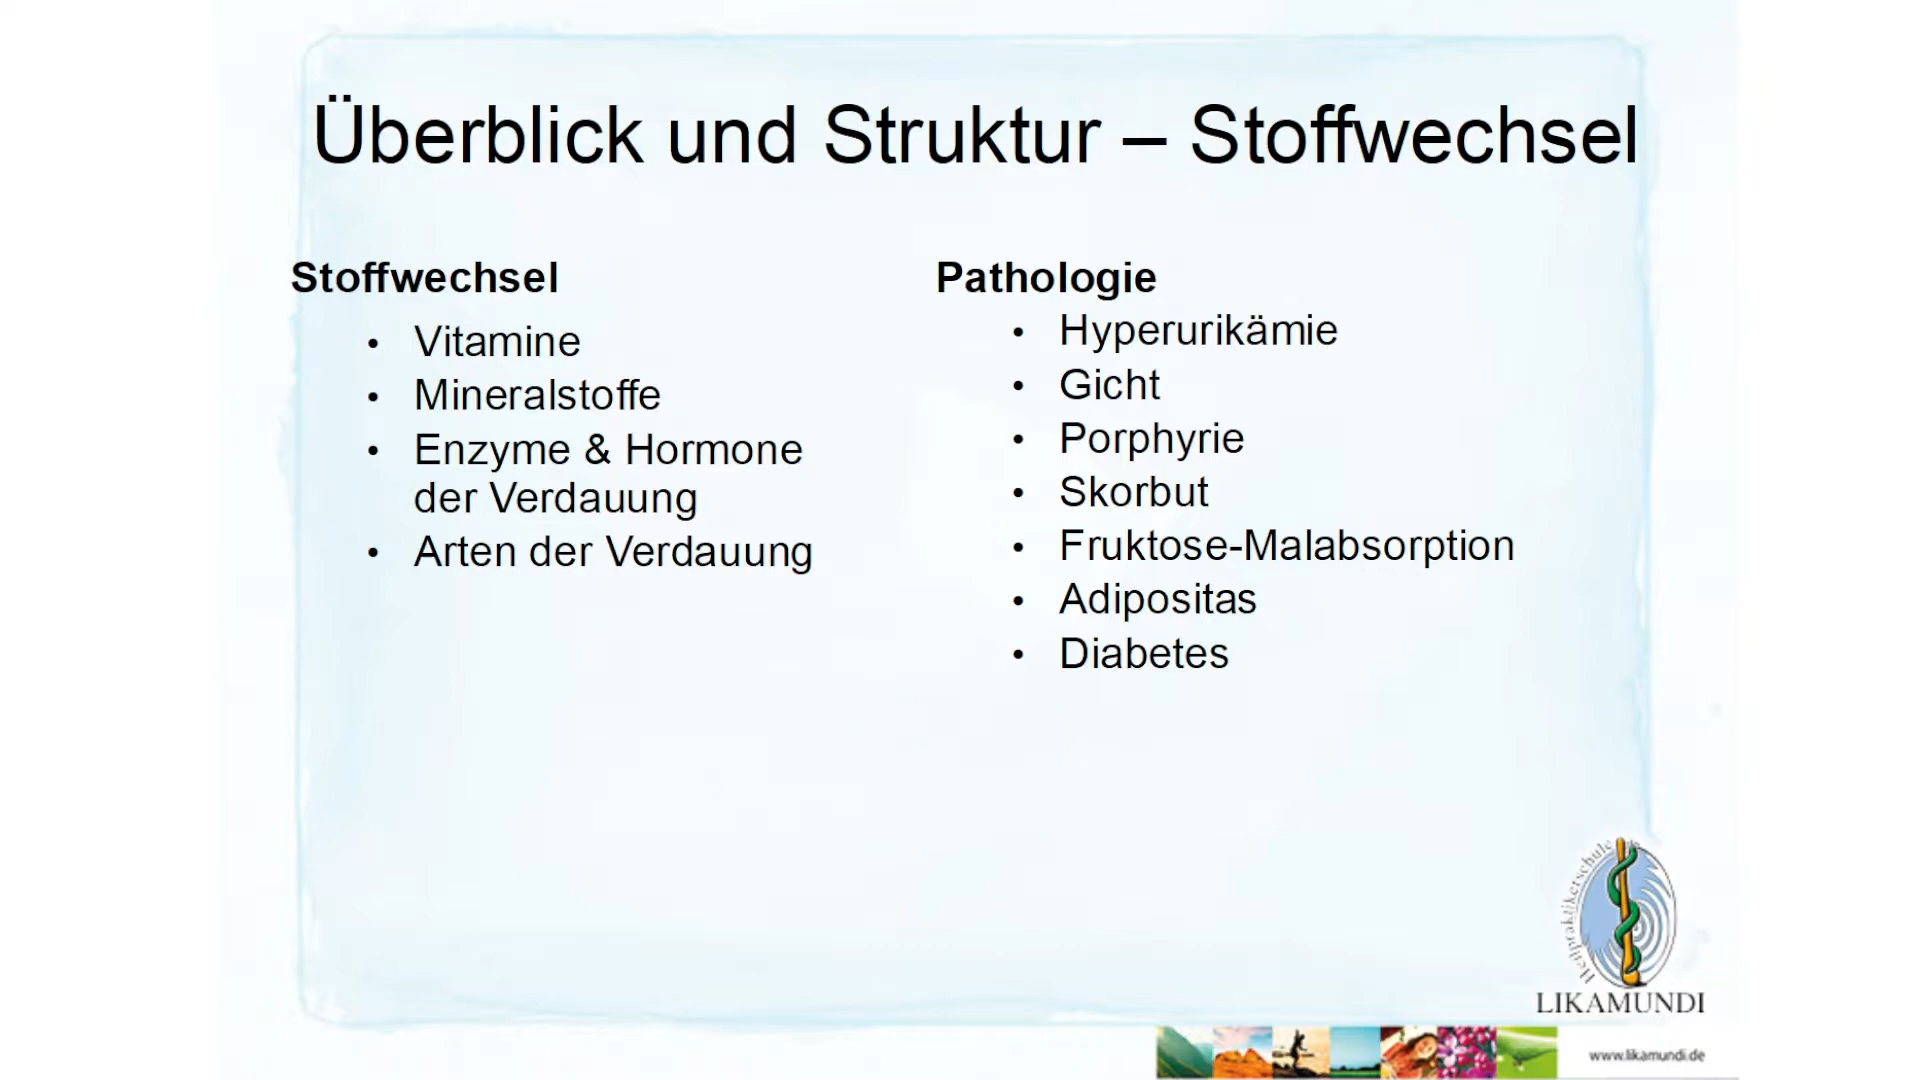 Überblick und Struktur – Stoffwechsel
Stoffwechsel
• Vitamine
• Mineralstoffe
• Enzyme & Hormone
der Verdauung
• Arten der Verdauung
Pathologie
• Hyperurikämie
• Gicht
• Porphyrie
• Skorbut
• Fruktose-Malabsorption
• Adipositas
• Diabetes
Heilpraktikerschule
LIKAMUNDI
www.likamundi.de